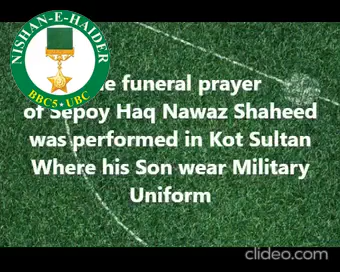 NISHAN-E-HAIDER
BBC5 • UBC
funeral prayer
of Sepoy Haq Nawaz Shaheed
was performed in Kot Sultan
Where his Son wear Military
Uniform
clideo.com